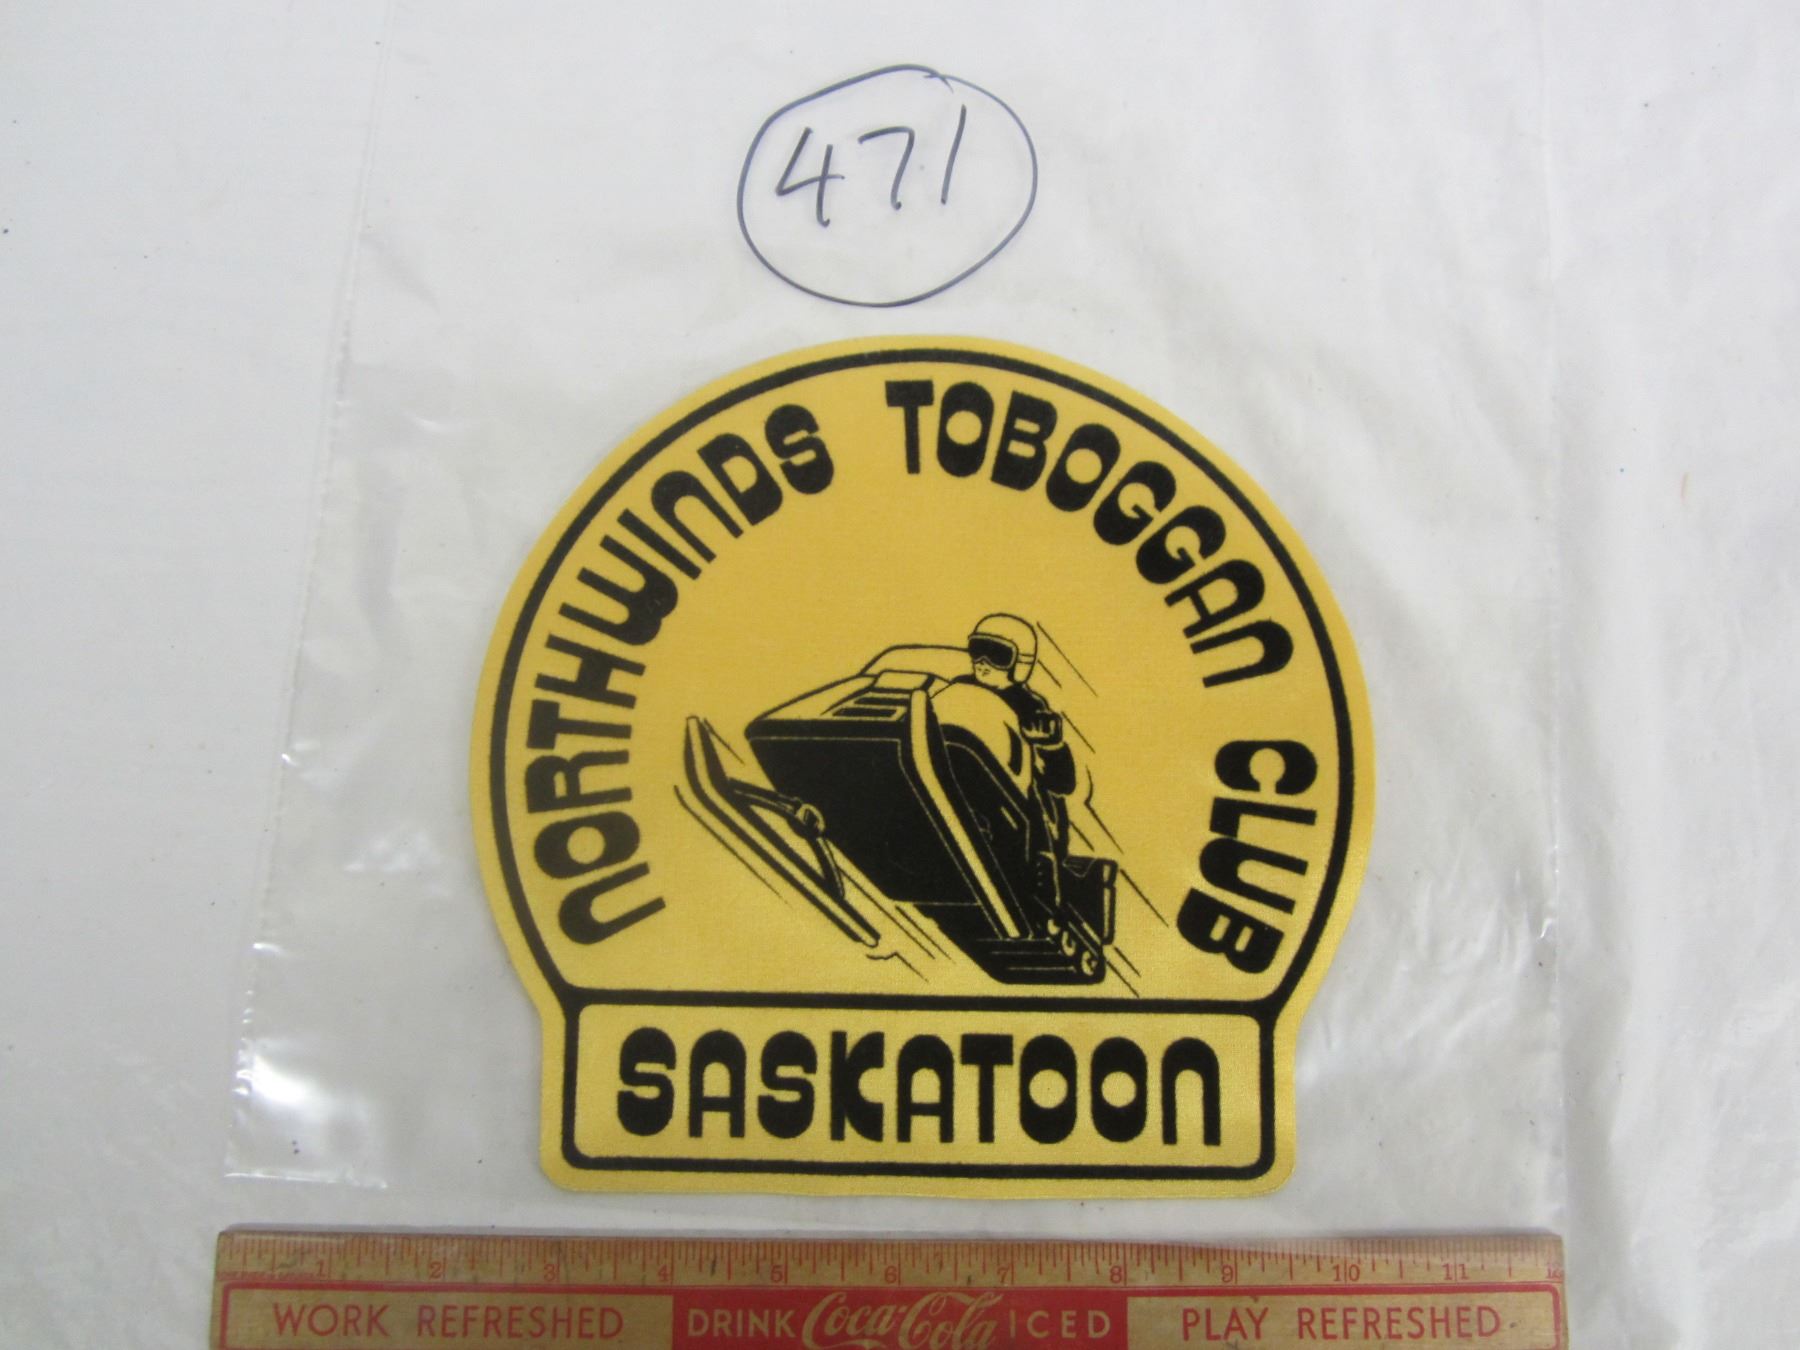 471
NORTHWINDS TOBOGGAN CLUB
SASKATOON
1 2 3 4 5 6 7 8 9 10 11 12
WORK REFRESHED DRINK Coca-Cola ICED PLAY REFRESHED